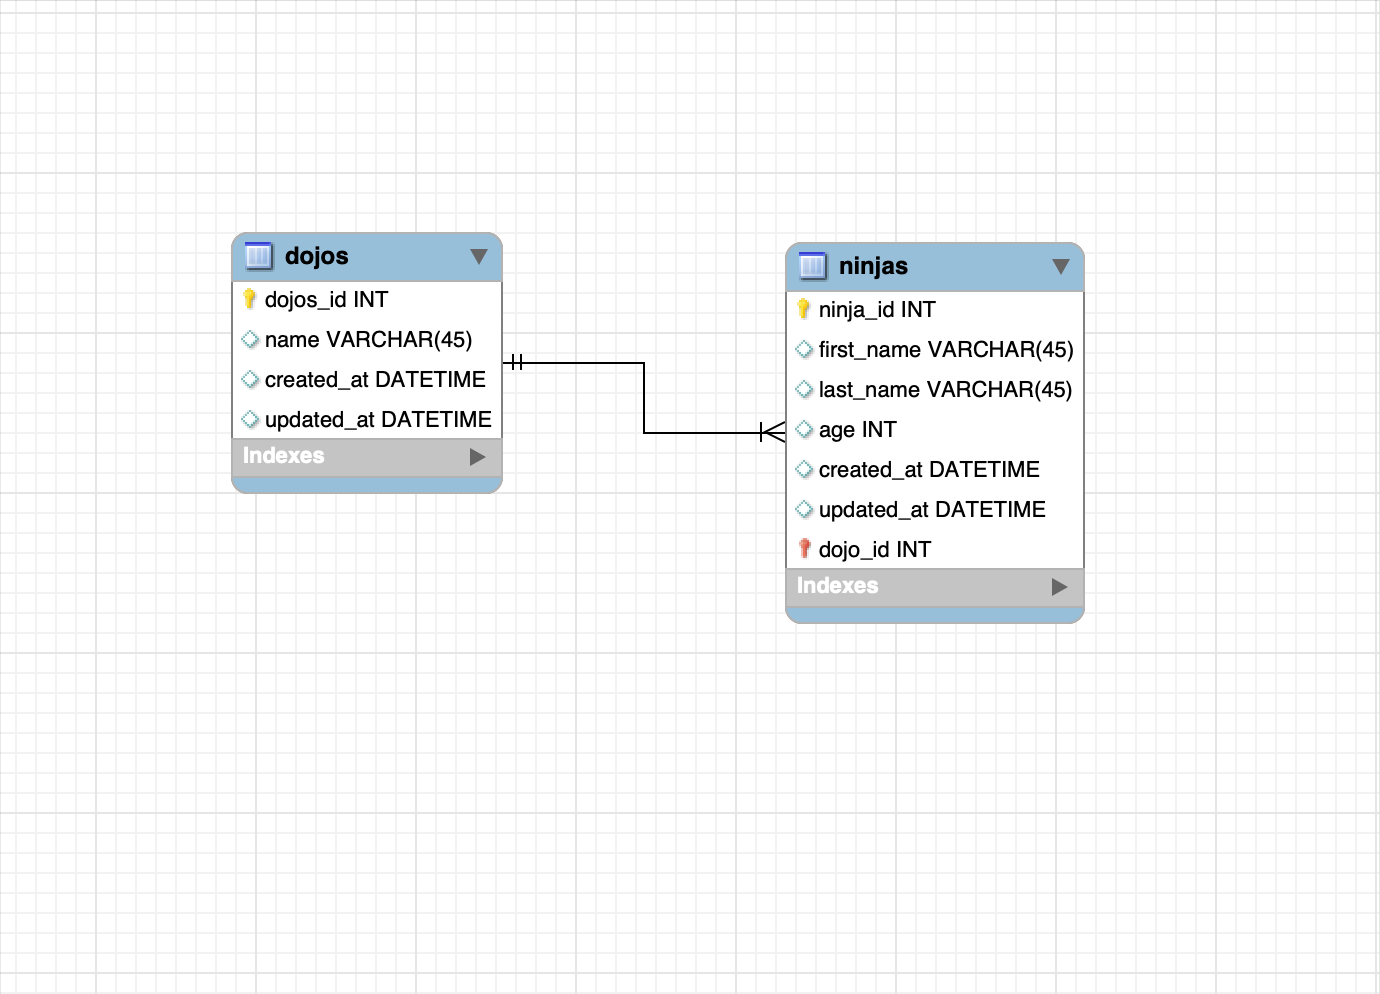 dojos
dojos_id INT
name VARCHAR(45)
created_at DATETIME
updated_at DATETIME
Indexes
ninjas
ninja_id INT
first_name VARCHAR(45)
last_name VARCHAR(45)
age INT
created_at DATETIME
updated_at DATETIME
dojo_id INT
Indexes